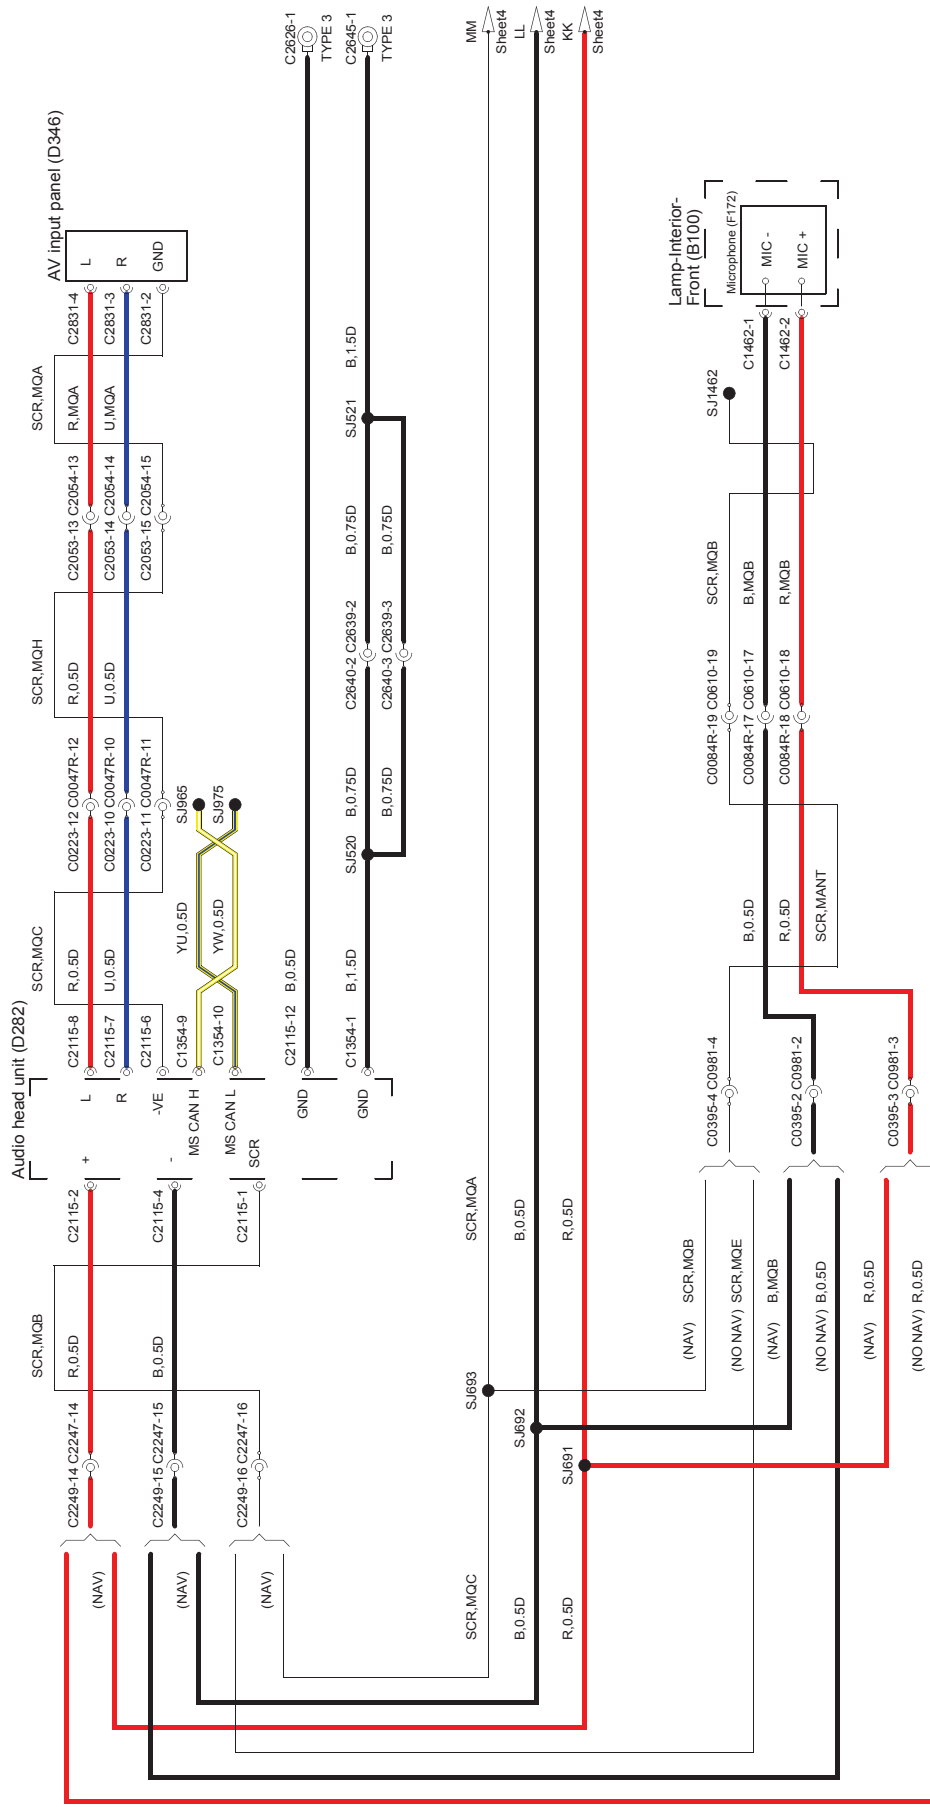 C2626-1
TYPE 3
C2645-1
TYPE 3
MM
Sheet4
LL
Sheet4
KK
Sheet4
AV input panel (D346)
L
R
GND
C2831-4
C2831-3
C2831-2
SCR,MQA
R,MQA
U,MQA
C2053-13 C2054-13
C2053-14 C2054-14
C2053-15 C2054-15
SCR,MQH
R,0.5D
U,0.5D
C0223-12 C0047R-12
C0223-10 C0047R-10
C0223-11 C0047R-11
SCR,MQC
R,0.5D
U,0.5D
SJ965
SJ975
YU,0.5D
YW,0.5D
C2115-8
C2115-7
C2115-6
C1354-9
C1354-10
C2115-12
B,0.5D
C1354-1
B,1.5D
SJ520
B,0.75D
B,0.75D
C2640-2 C2639-2
C2640-3 C2639-3
B,0.75D
B,0.75D
SJ521
B,1.5D
Audio head unit (D282)
L
R
-VE
MS CAN H
MS CAN L
SCR
GND
GND
+
-
C2115-2
C2115-4
C2115-1
SCR,MQB
R,0.5D
B,0.5D
C2249-14 C2247-14
C2249-15 C2247-15
C2249-16 C2247-16
(NAV)
(NAV)
(NAV)
SCR,MQA
B,0.5D
R,0.5D
SJ693
SJ692
SJ691
SCR,MQC
B,0.5D
R,0.5D
Lamp-Interior-
Front (B100)
Microphone (F172)
MIC -
MIC +
C1462-1
C1462-2
SJ1462
SCR,MQB
B,MQB
R,MQB
C0084R-19 C0610-19
C0084R-17 C0610-17
C0084R-18 C0610-18
B,0.5D
R,0.5D
SCR,MANT
C0395-4 C0981-4
C0395-2 C0981-2
C0395-3 C0981-3
(NAV) SCR,MQB
(NO NAV) SCR,MQE
(NAV) B,MQB
(NO NAV) B,0.5D
(NAV) R,0.5D
(NO NAV) R,0.5D